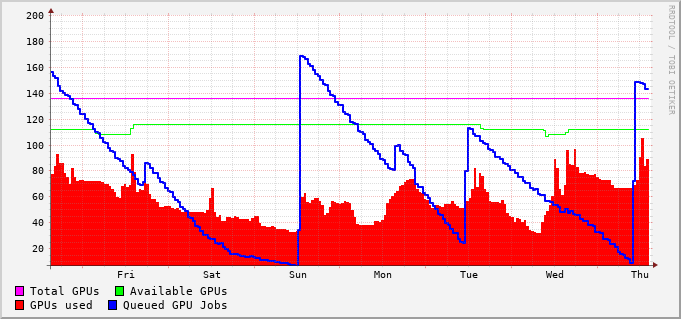 200
180
160
140
120
100
80
60
40
20
Fri Sat Sun Mon Tue Wed Thu
Total GPUs Available GPUs
GPUs used Queued GPU Jobs
RRDTOOL / TOBI OETIKER